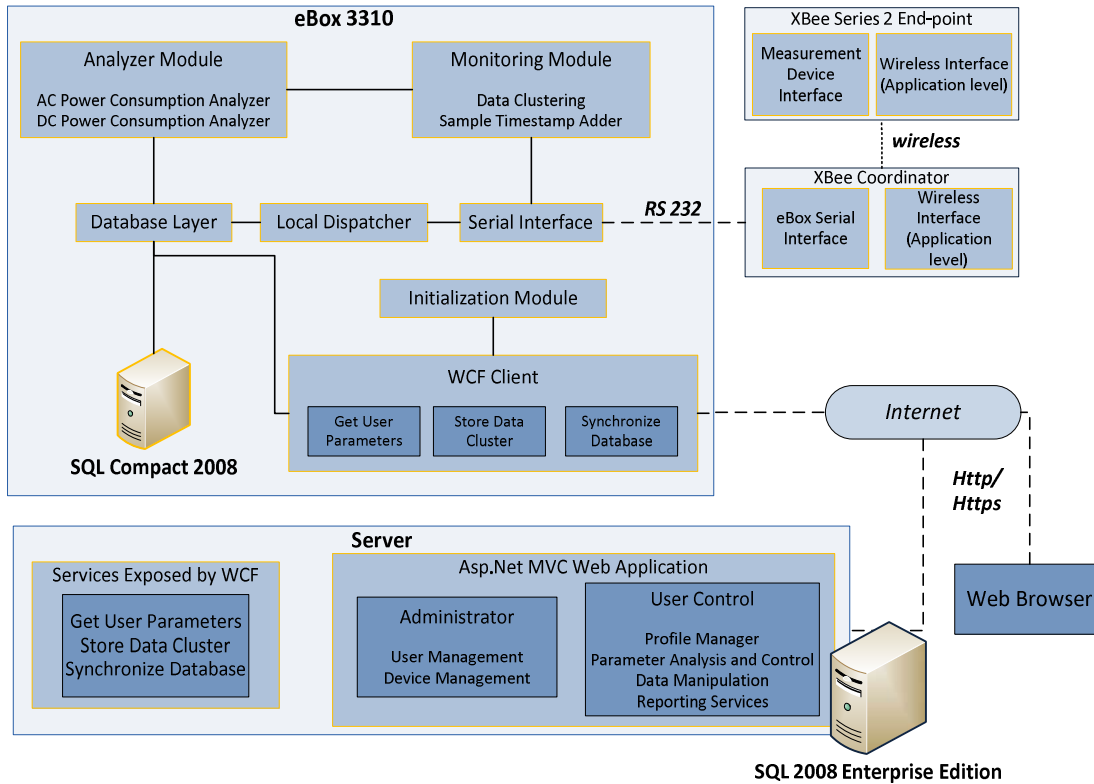 eBox 3310
Analyzer Module
AC Power Consumption Analyzer
DC Power Consumption Analyzer
Monitoring Module
Data Clustering
Sample Timestamp Adder
Database Layer
Local Dispatcher
Serial Interface
RS 232
Initialization Module
WCF Client
Get User
Parameters
Store Data
Cluster
Synchronize
Database
SQL Compact 2008
XBee Series 2 End-point
Measurement
Device
Interface
Wireless Interface
(Application level)
wireless
XBee Coordinator
eBox Serial
Interface
Wireless
Interface
(Application
level)
Internet
Http/
Https
Web Browser
Server
Services Exposed by WCF
Get User Parameters
Store Data Cluster
Synchronize Database
Asp.Net MVC Web Application
Administrator
User Management
Device Management
User Control
Profile Manager
Parameter Analysis and Control
Data Manipulation
Reporting Services
SQL 2008 Enterprise Edition